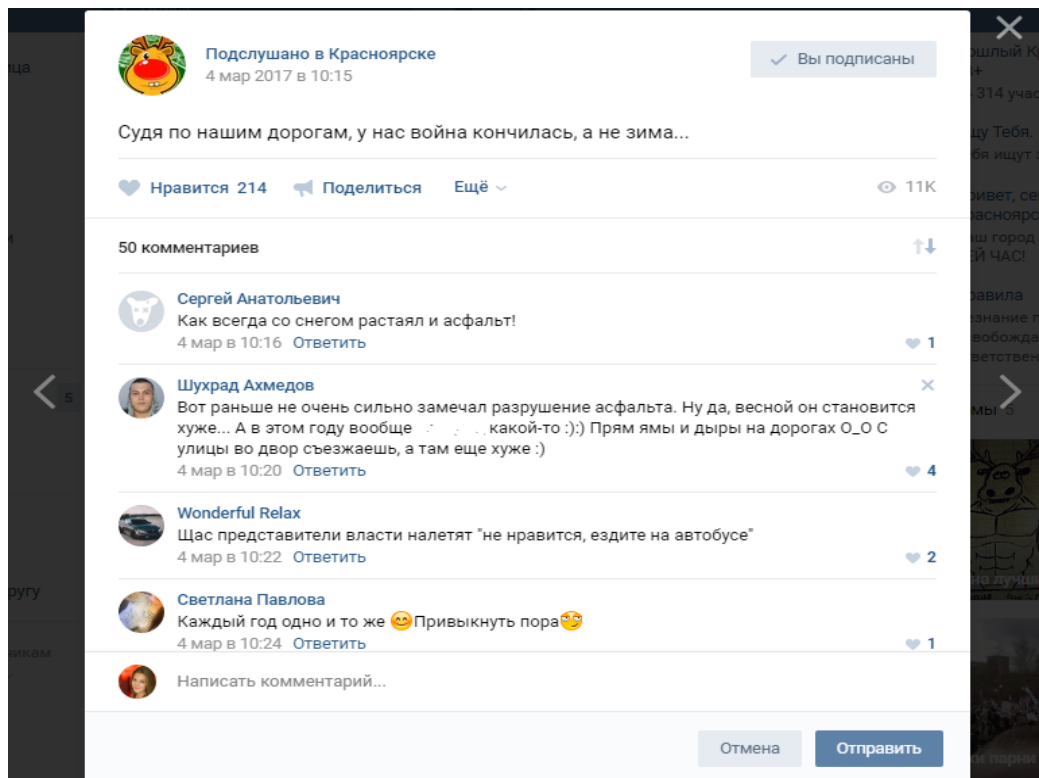 Подслушано в Красноярске
4 мар 2017 в 10:15
Вы подписаны
Судя по нашим дорогам, у нас война кончилась, а не зима...
Нравится 214 Поделиться Ещё 11K
50 комментариев
Сергей Анатольевич
Как всегда со снегом растаял и асфальт!
4 мар в 10:16 Ответить 1
Шухрад Ахмедов
Вот раньше не очень сильно замечал разрушение асфальта. Ну да, весной он становится
хуже... А в этом году вообще какой-то :):) Прям ямы и дыры на дорогах О_О С
улицы во двор съезжаешь, а там еще хуже :)
4 мар в 10:20 Ответить 4
Wonderful Relax
Щас представители власти налетят "не нравится, ездите на автобусе"
4 мар в 10:22 Ответить 2
Светлана Павлова
Каждый год одно и то же 😊Привыкнуть пора🙄
4 мар в 10:24 Ответить 1
Написать комментарий...
Отмена Отправить